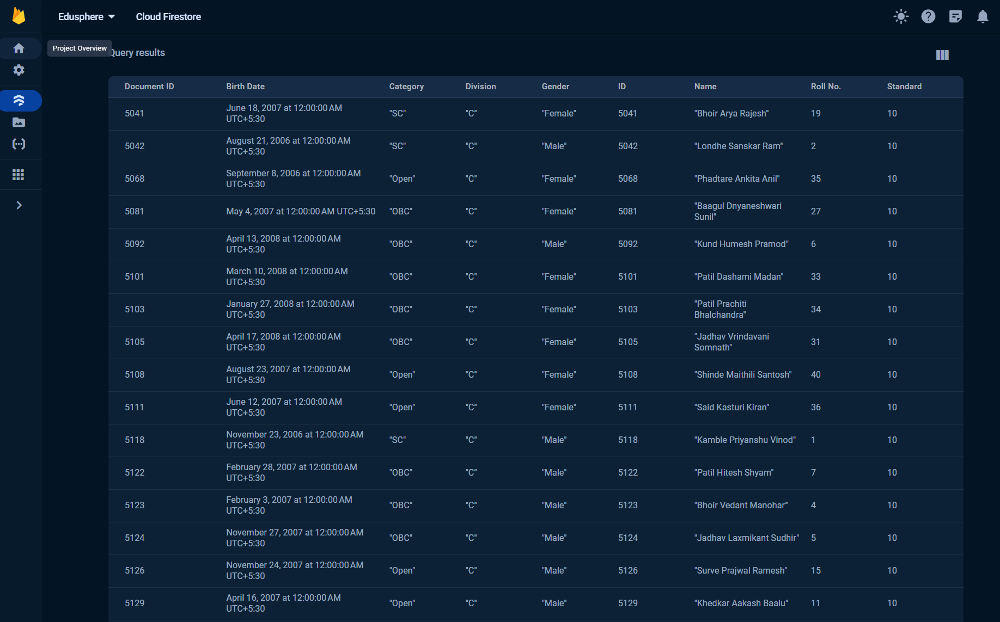 Edusphere Cloud Firestore
Project Overview
Query results
Document ID Birth Date Category Division Gender ID Name Roll No. Standard
5041 June 18, 2007 at 12:00:00 AM UTC+5:30 "SC" "C" "Female" 5041 "Bhoir Arya Rajesh" 19 10
5042 August 21, 2006 at 12:00:00 AM UTC+5:30 "SC" "C" "Male" 5042 "Londhe Sanskar Ram" 2 10
5068 September 8, 2006 at 12:00:00 AM UTC+5:30 "Open" "C" "Female" 5068 "Phadtare Ankita Anil" 35 10
5081 May 4, 2007 at 12:00:00 AM UTC+5:30 "OBC" "C" "Female" 5081 "Baagul Dnyaneshwari Sunil" 27 10
5092 April 13, 2008 at 12:00:00 AM UTC+5:30 "OBC" "C" "Male" 5092 "Kund Humesh Pramod" 6 10
5101 March 10, 2008 at 12:00:00 AM UTC+5:30 "OBC" "C" "Female" 5101 "Patil Dashami Madan" 33 10
5103 January 27, 2008 at 12:00:00 AM UTC+5:30 "OBC" "C" "Female" 5103 "Patil Prachiti Bhalchandra" 34 10
5105 April 17, 2008 at 12:00:00 AM UTC+5:30 "OBC" "C" "Female" 5105 "Jadhav Vrindavani Somnath" 31 10
5108 August 23, 2007 at 12:00:00 AM UTC+5:30 "Open" "C" "Female" 5108 "Shinde Maithili Santosh" 40 10
5111 June 12, 2007 at 12:00:00 AM UTC+5:30 "Open" "C" "Female" 5111 "Said Kasturi Kiran" 36 10
5118 November 23, 2006 at 12:00:00 AM UTC+5:30 "SC" "C" "Male" 5118 "Kamble Priyanshu Vinod" 1 10
5122 February 28, 2007 at 12:00:00 AM UTC+5:30 "OBC" "C" "Male" 5122 "Patil Hitesh Shyam" 7 10
5123 February 3, 2007 at 12:00:00 AM UTC+5:30 "OBC" "C" "Male" 5123 "Bhoir Vedant Manohar" 4 10
5124 November 27, 2007 at 12:00:00 AM UTC+5:30 "OBC" "C" "Male" 5124 "Jadhav Laxmikant Sudhir" 5 10
5126 November 24, 2007 at 12:00:00 AM UTC+5:30 "Open" "C" "Male" 5126 "Surve Prajwal Ramesh" 15 10
5129 April 16, 2007 at 12:00:00 AM UTC+5:30 "Open" "C" "Male" 5129 "Khedkar Aakash Baalu" 11 10